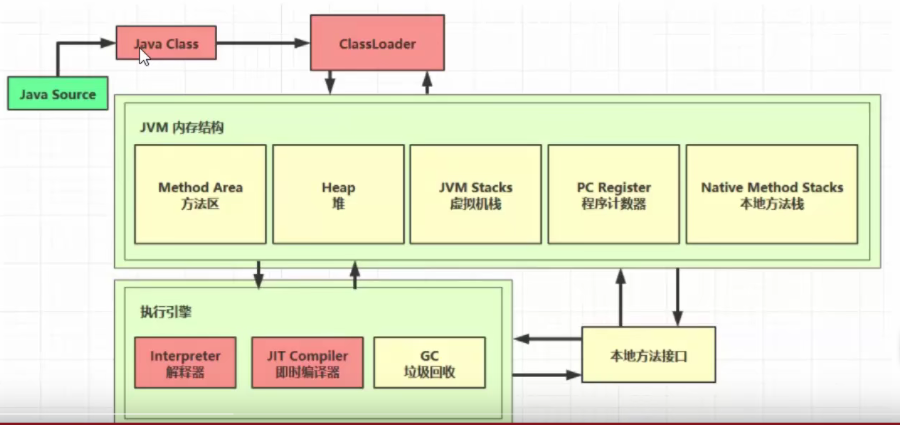 Java Class
ClassLoader
Java Source
JVM 内存结构
Method Area
方法区
Heap
堆
JVM Stacks
虚拟机栈
PC Register
程序计数器
Native Method Stacks
本地方法栈
执行引擎
Interpreter
解释器
JIT Compiler
即时编译器
GC
垃圾回收
本地方法接口